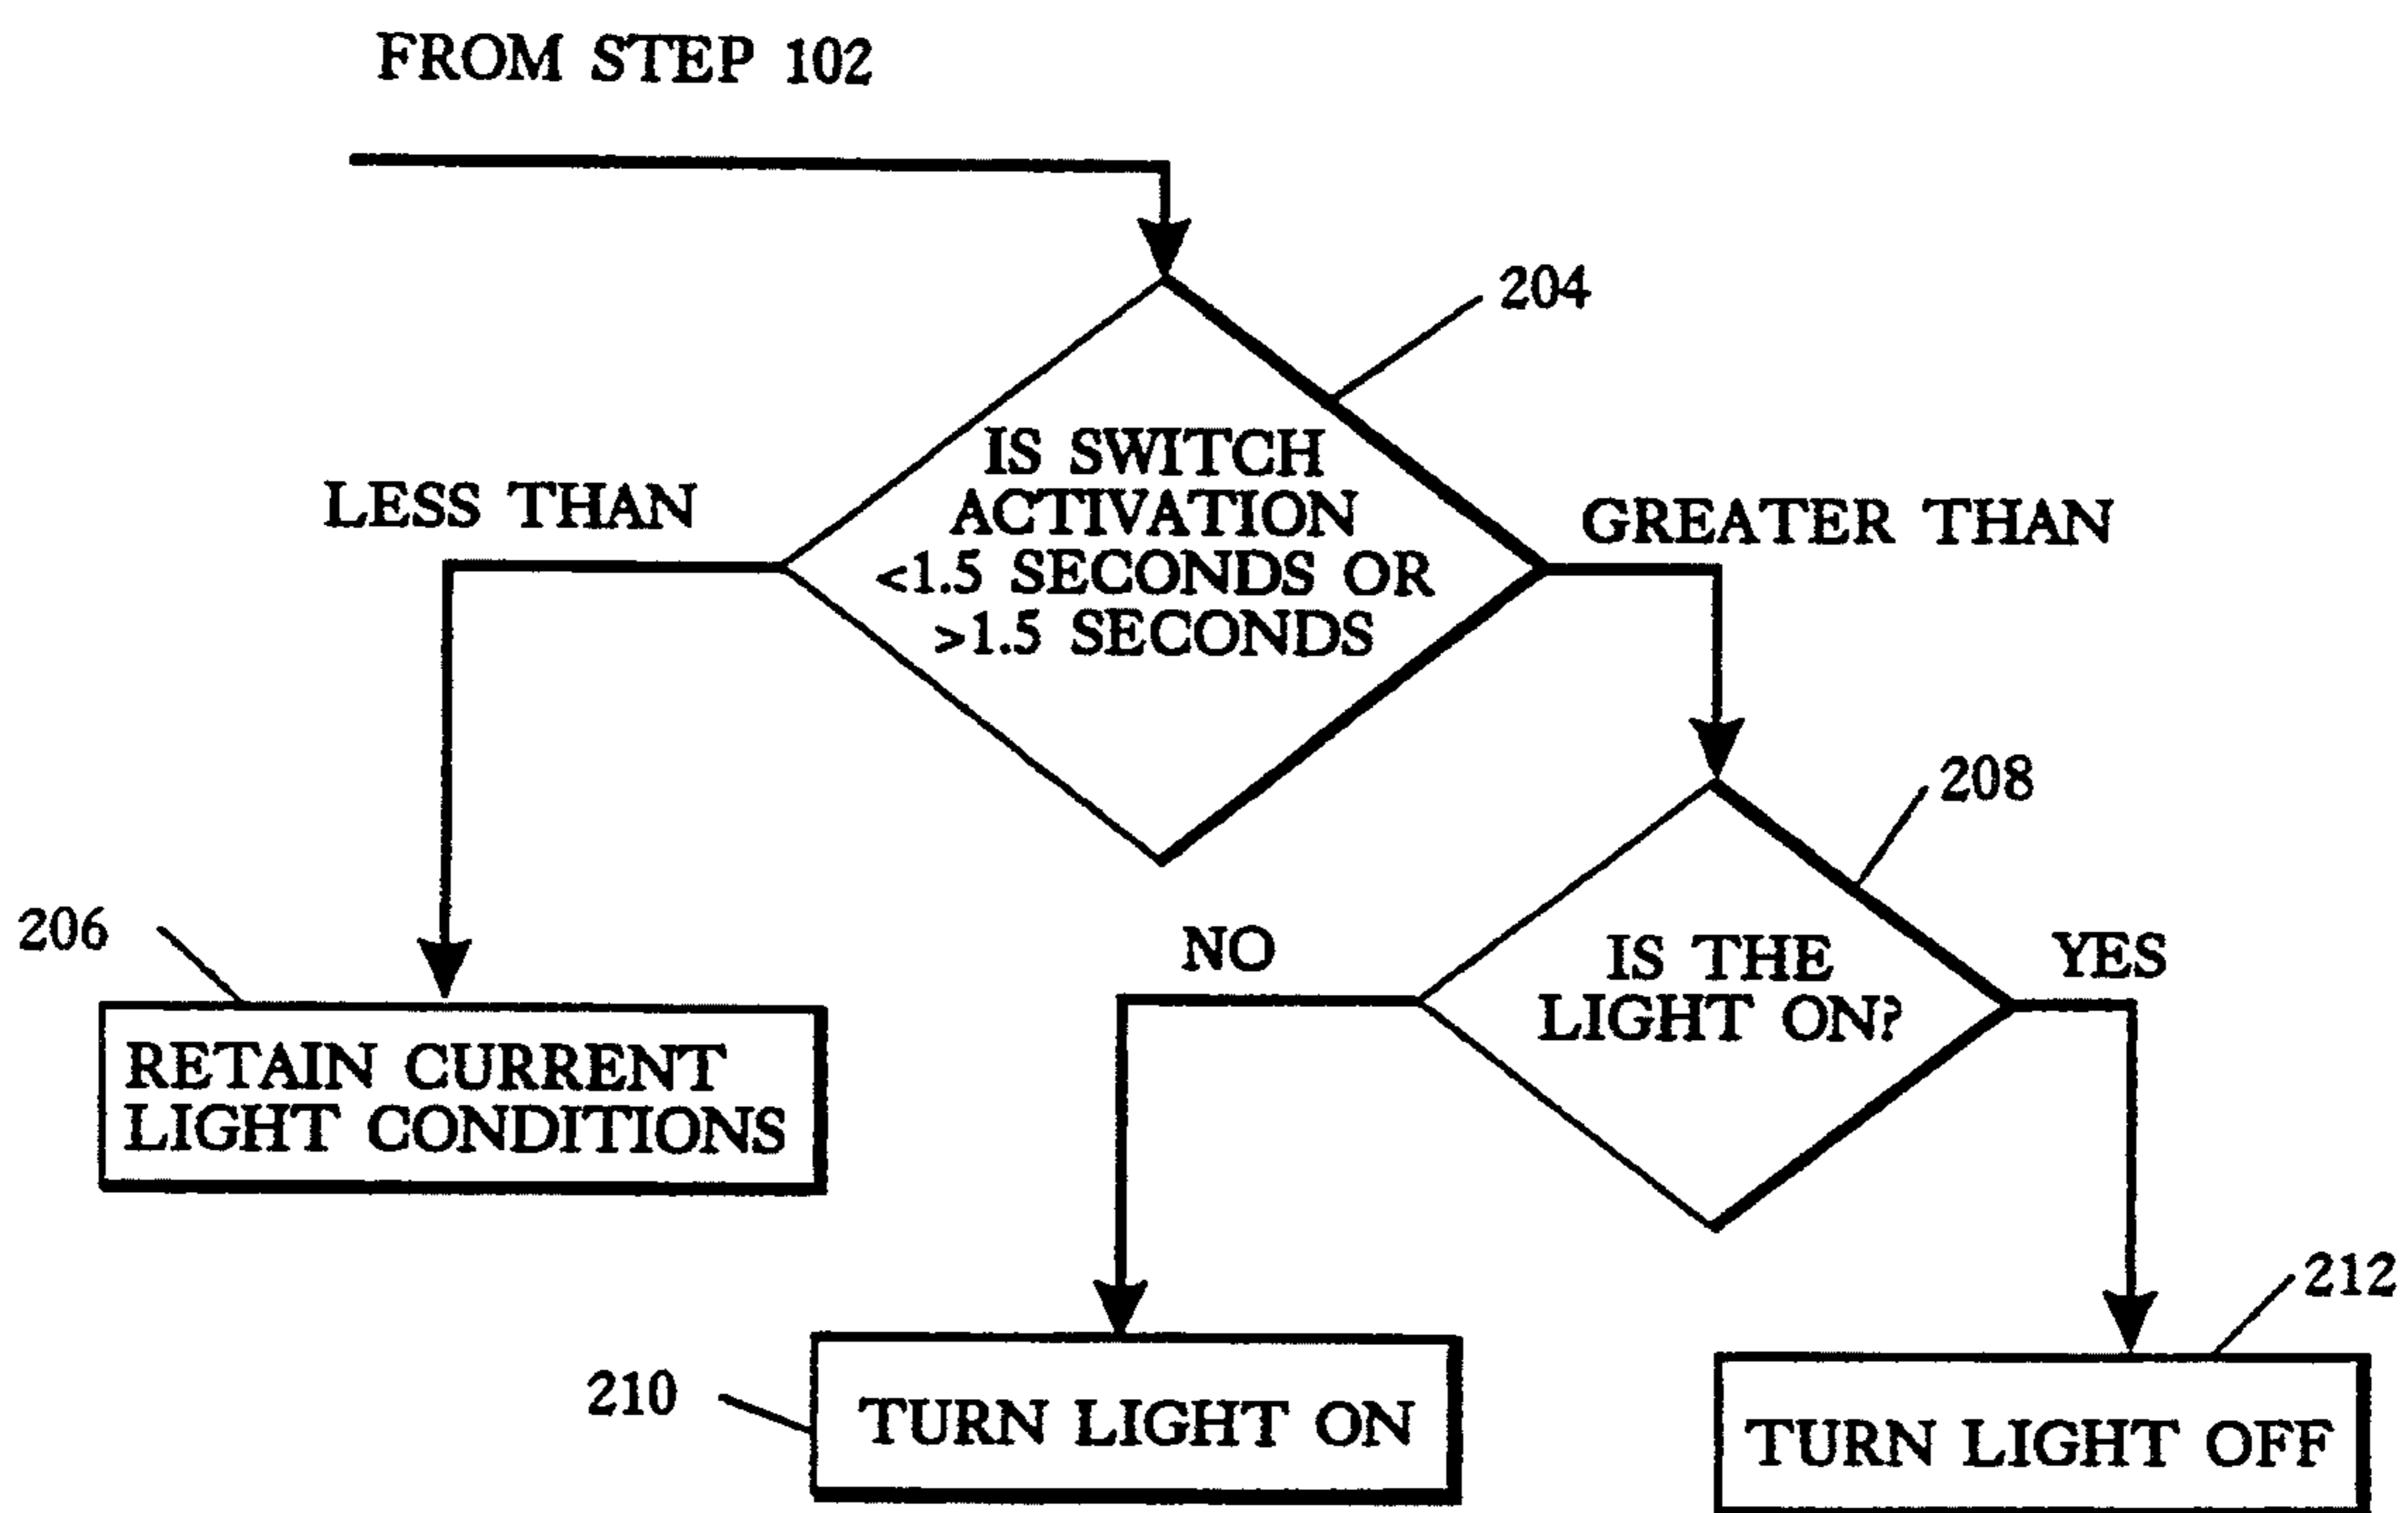 FROM STEP 102
204
IS SWITCH
ACTIVATION
<1.5 SECONDS OR
>1.5 SECONDS
LESS THAN
GREATER THAN
208
206
NO
IS THE
LIGHT ON?
YES
RETAIN CURRENT
LIGHT CONDITIONS
212
210
TURN LIGHT ON
TURN LIGHT OFF